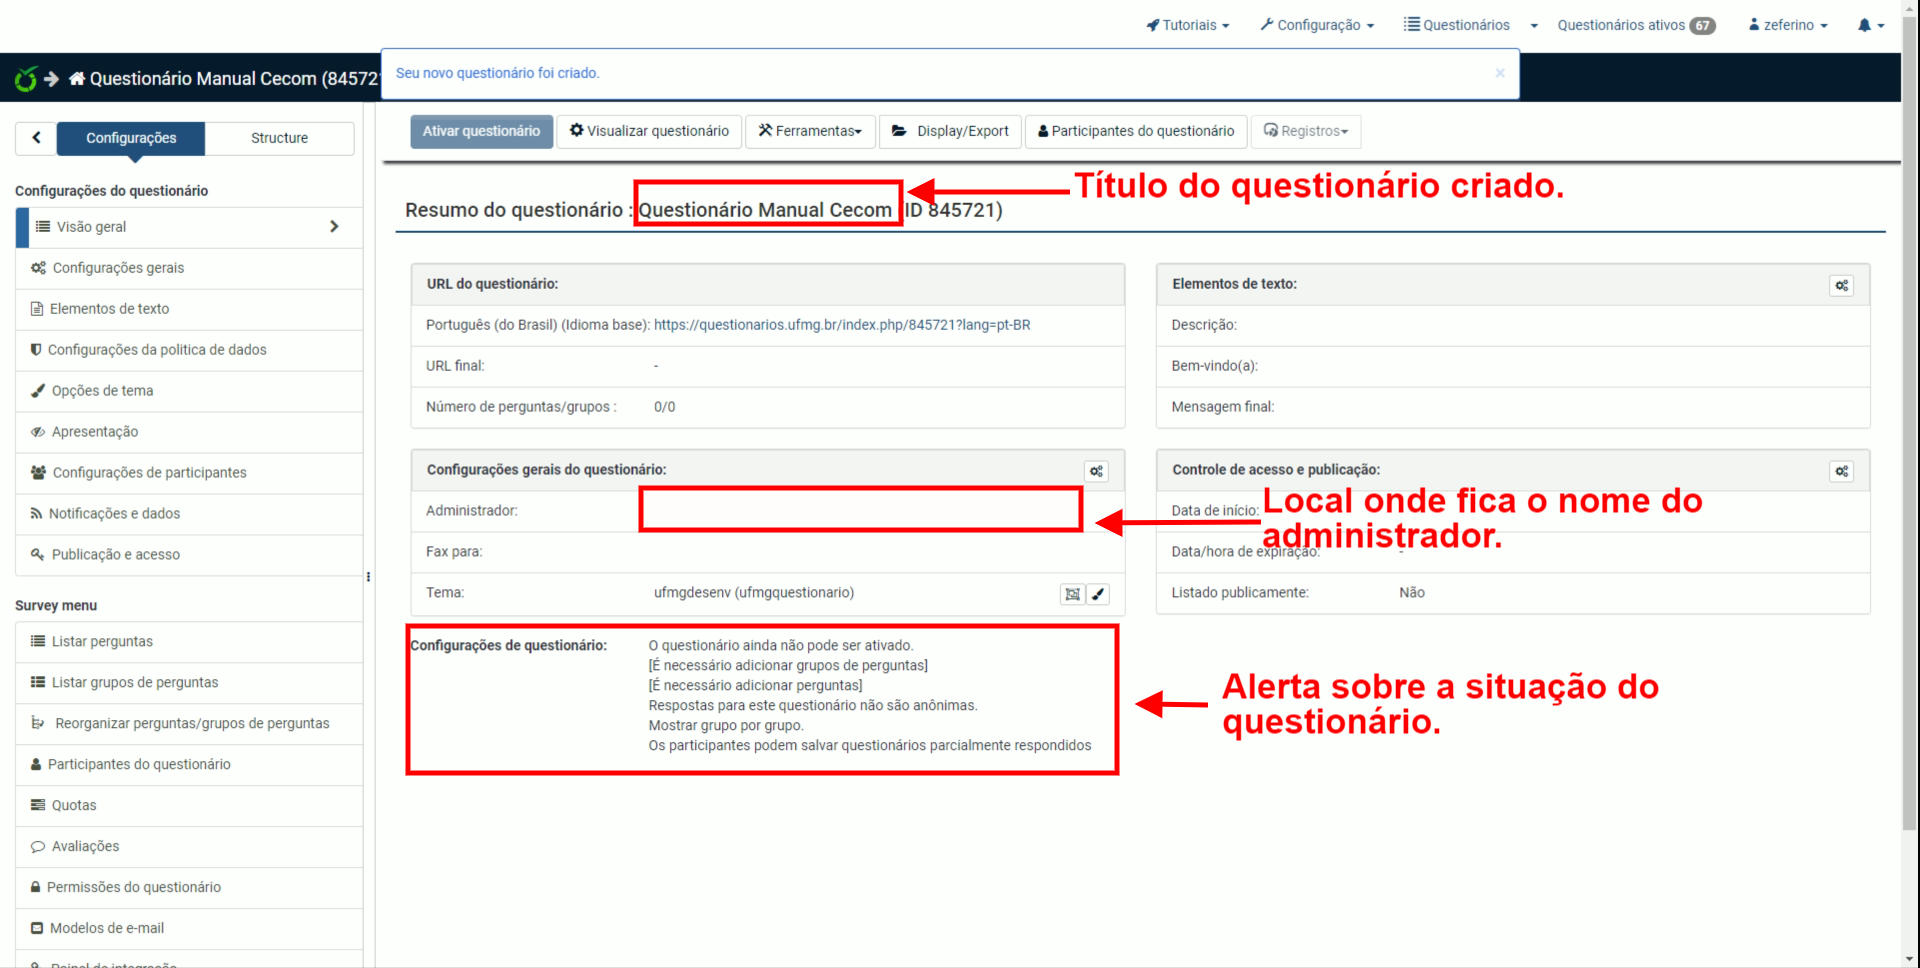 Tutoriais
Configuração
Questionários
Questionários ativos 67
zeferino
Questionário Manual Cecom (84572
Seu novo questionário foi criado.
×
Configurações
Structure
Ativar questionário
Visualizar questionário
Ferramentas
Display/Export
Participantes do questionário
Registros
Configurações do questionário
Visão geral
Configurações gerais
Elementos de texto
Configurações da politica de dados
Opções de tema
Apresentação
Configurações de participantes
Notificações e dados
Publicação e acesso
Survey menu
Listar perguntas
Listar grupos de perguntas
Reorganizar perguntas/grupos de perguntas
Participantes do questionário
Quotas
Avaliações
Permissões do questionário
Modelos de e-mail
Painel de integração
Título do questionário criado.
Resumo do questionário : Questionário Manual Cecom (ID 845721)
URL do questionário:
Português (do Brasil) (Idioma base): https://questionarios.ufmg.br/index.php/845721?lang=pt-BR
URL final: -
Número de perguntas/grupos : 0/0
Elementos de texto:
Descrição:
Bem-vindo(a):
Mensagem final:
Configurações gerais do questionário:
Administrador:
Fax para:
Tema: ufmgdesenv (ufmgquestionario)
Controle de acesso e publicação:
Data de início:
Data/hora de expiração: -
Listado publicamente: Não
Local onde fica o nome do
administrador.
Configurações de questionário: O questionário ainda não pode ser ativado.
[É necessário adicionar grupos de perguntas]
[É necessário adicionar perguntas]
Respostas para este questionário não são anônimas.
Mostrar grupo por grupo.
Os participantes podem salvar questionários parcialmente respondidos
Alerta sobre a situação do
questionário.